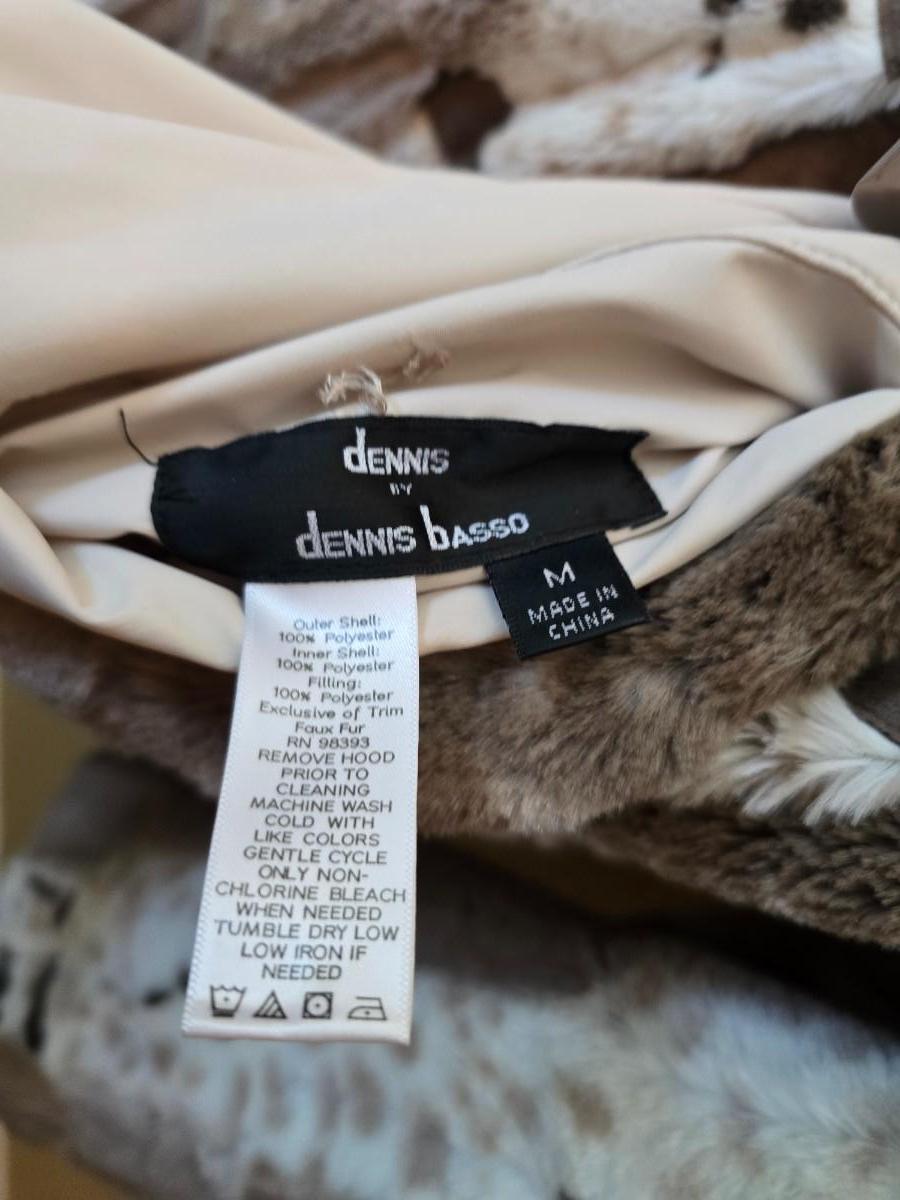 dENNIS
BY
dENNIS bASSO
M
MADE IN
CHINA
Outer Shell:
100% Polyester
Inner Shell:
100% Polyester
Filling:
100% Polyester
Exclusive of Trim
Faux Fur
RN 98393
REMOVE HOOD
PRIOR TO
CLEANING
MACHINE WASH
COLD WITH
LIKE COLORS
GENTLE CYCLE
ONLY NON-
CHLORINE BLEACH
WHEN NEEDED
TUMBLE DRY LOW
LOW IRON IF
NEEDED